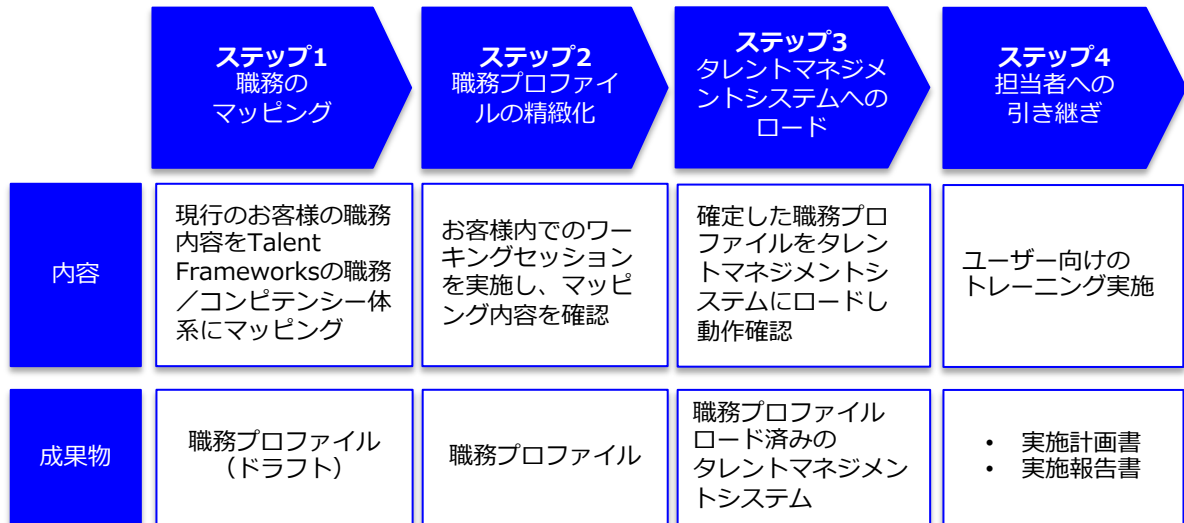 ステップ1
職務の
マッピング
ステップ2
職務プロファイ
ルの精緻化
ステップ3
タレントマネジメ
ントシステムへの
ロード
ステップ4
担当者への
引き継ぎ
内容
現行のお客様の職務
内容をTalent
Frameworksの職務
／コンピテンシー体
系にマッピング
お客様内でのワー
キングセッション
を実施し、マッピ
ング内容を確認
確定した職務プロ
ファイルをタレン
トマネジメントシ
ステムにロードし
動作確認
ユーザー向けの
トレーニング実施
成果物
職務プロファイル
（ドラフト）
職務プロファイル
職務プロファイル
ロード済みの
タレントマネジメン
トシステム
• 実施計画書
• 実施報告書